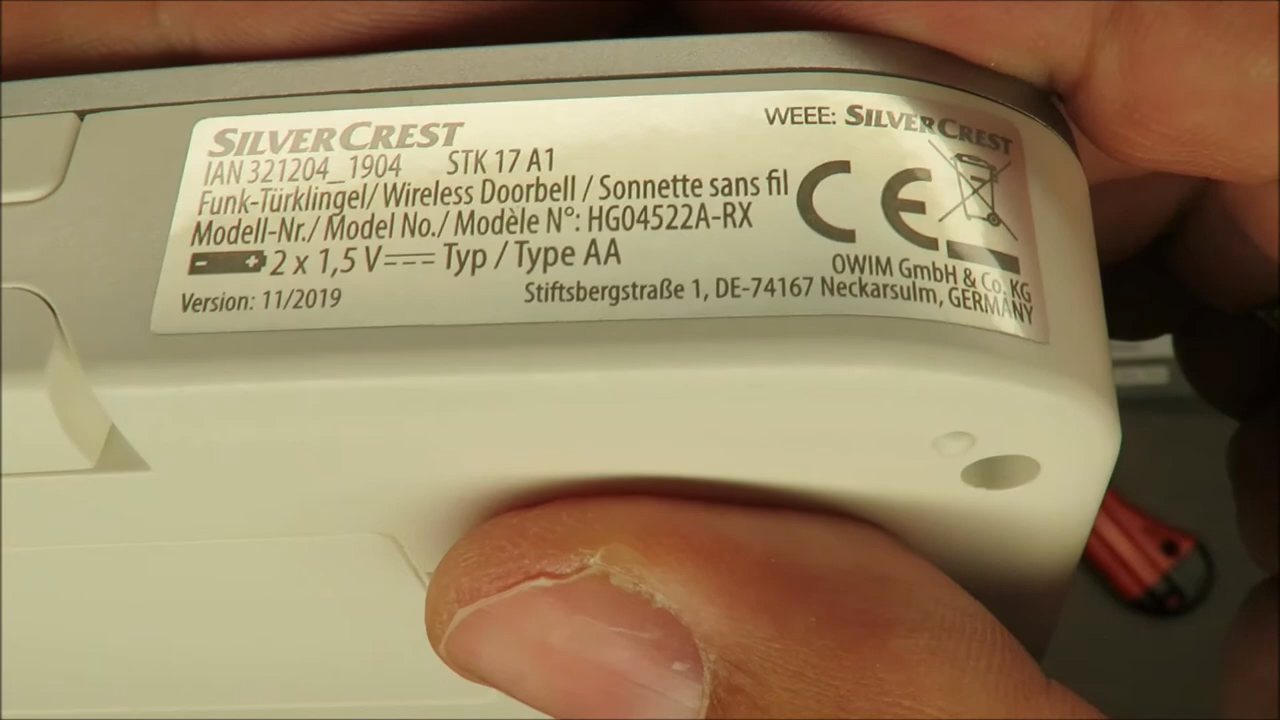 SILVERCREST
WEEE: SILVERCREST
IAN 321204_1904 STK 17 A1
Funk-Türklingel/ Wireless Doorbell / Sonnette sans fil
Modell-Nr./ Model No./ Modèle N°: HG04522A-RX
2 x 1,5 V⎓ Typ / Type AA
Version: 11/2019
CE
OWIM GmbH & Co. KG
Stiftsbergstraße 1, DE-74167 Neckarsulm, GERMANY